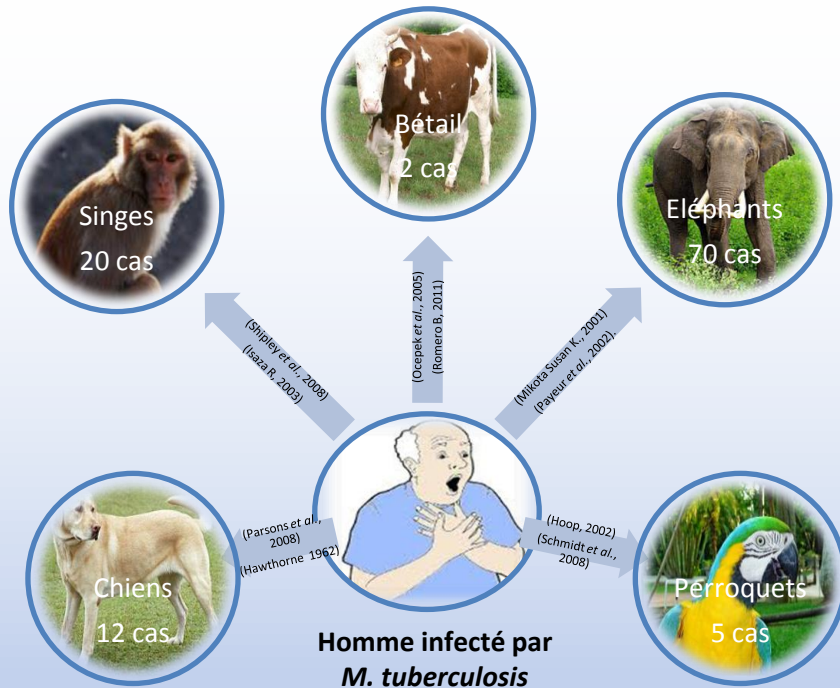 Bétail
2 cas
Singes
20 cas
Eléphants
70 cas
(Shipley et al., 2008)
(Isaza R, 2003)
(Ocepek et al., 2005)
(Romero B, 2011)
(Mikota Susan K., 2001)
(Payeur et al., 2002).
Chiens
12 cas
(Parsons et al.,
2008)
(Hawthorne 1962)
(Hoop, 2002)
(Schmidt et al.,
2008)
Perroquets
5 cas
Homme infecté par
M. tuberculosis